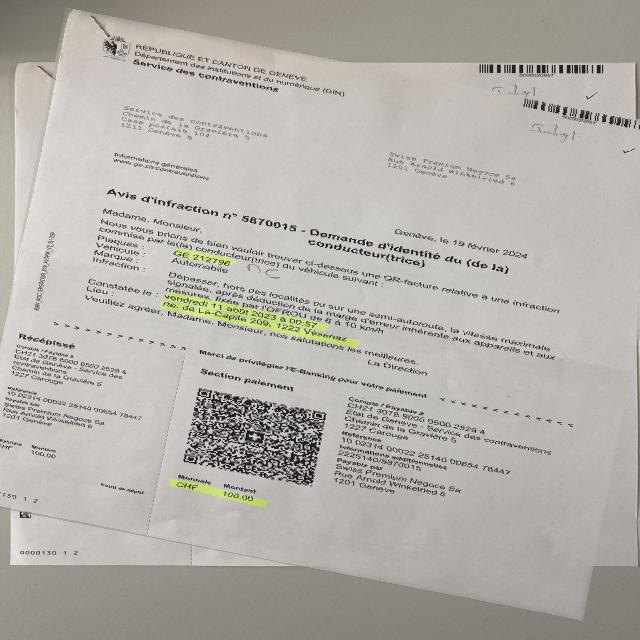 REPUBLIQUE ET CANTON DE GENEVE
Département des institutions et du numérique (DIN)
Service des contraventions
0000020697
Service des contraventions
Chemin de la Gravière 5
Case postale 104
1211 Genève 8
Swiss Premium Negoce Sa
Rue Arnold Winkelried 6
1201 Genève
Informations générales
www.ge.ch/contraventions
Genève, le 19 février 2024
Avis d'infraction n° 5870015 - Demande d'identité du (de la)
conducteur(trice)
Madame, Monsieur,
Nous vous prions de bien vouloir trouver ci-dessous une QR-facture relative à une infraction
commise par le(la) conducteur(trice) du véhicule suivant :
Plaques : GE 212796
Véhicule : Automobile
Marque :
Infraction : Dépasser, hors des localités ou sur une semi-autoroute, la vitesse maximale
signalée, après déduction de la marge d'erreur inhérente aux appareils et aux
mesures, fixée par l'OFROU de 6 à 10 km/h
Constatée le : vendredi 11 août 2023 à 00:57
Lieu : rte. de La-Capite 209, 1222 Vésenaz
Veuillez agréer, Madame, Monsieur, nos salutations les meilleures.
La Direction
Merci de privilégier l'E-Banking pour votre paiement
Récépissé
Compte / Payable à
CH21 3078 8000 0500 2529 4
Etat de Genève - Service des
contraventions
Chemin de la Gravière 5
1227 Carouge
Référence
10 02314 00022 25140 00654 78447
Payable par
Swiss Premium Negoce Sa
Rue Arnold Winkelried 6
1201 Genève
Monnaie Montant
CHF 100.00
Point de dépôt
Section paiement
Monnaie Montant
CHF 100.00
Compte / Payable à
CH21 3078 8000 0500 2529 4
Etat de Genève - Service des contraventions
Chemin de la Gravière 5
1227 Carouge
Référence
10 02314 00022 25140 00654 78447
Informations additionnelles
2225140/5870015
Payable par
Swiss Premium Negoce Sa
Rue Arnold Winkelried 6
1201 Genève
0000130 1 2